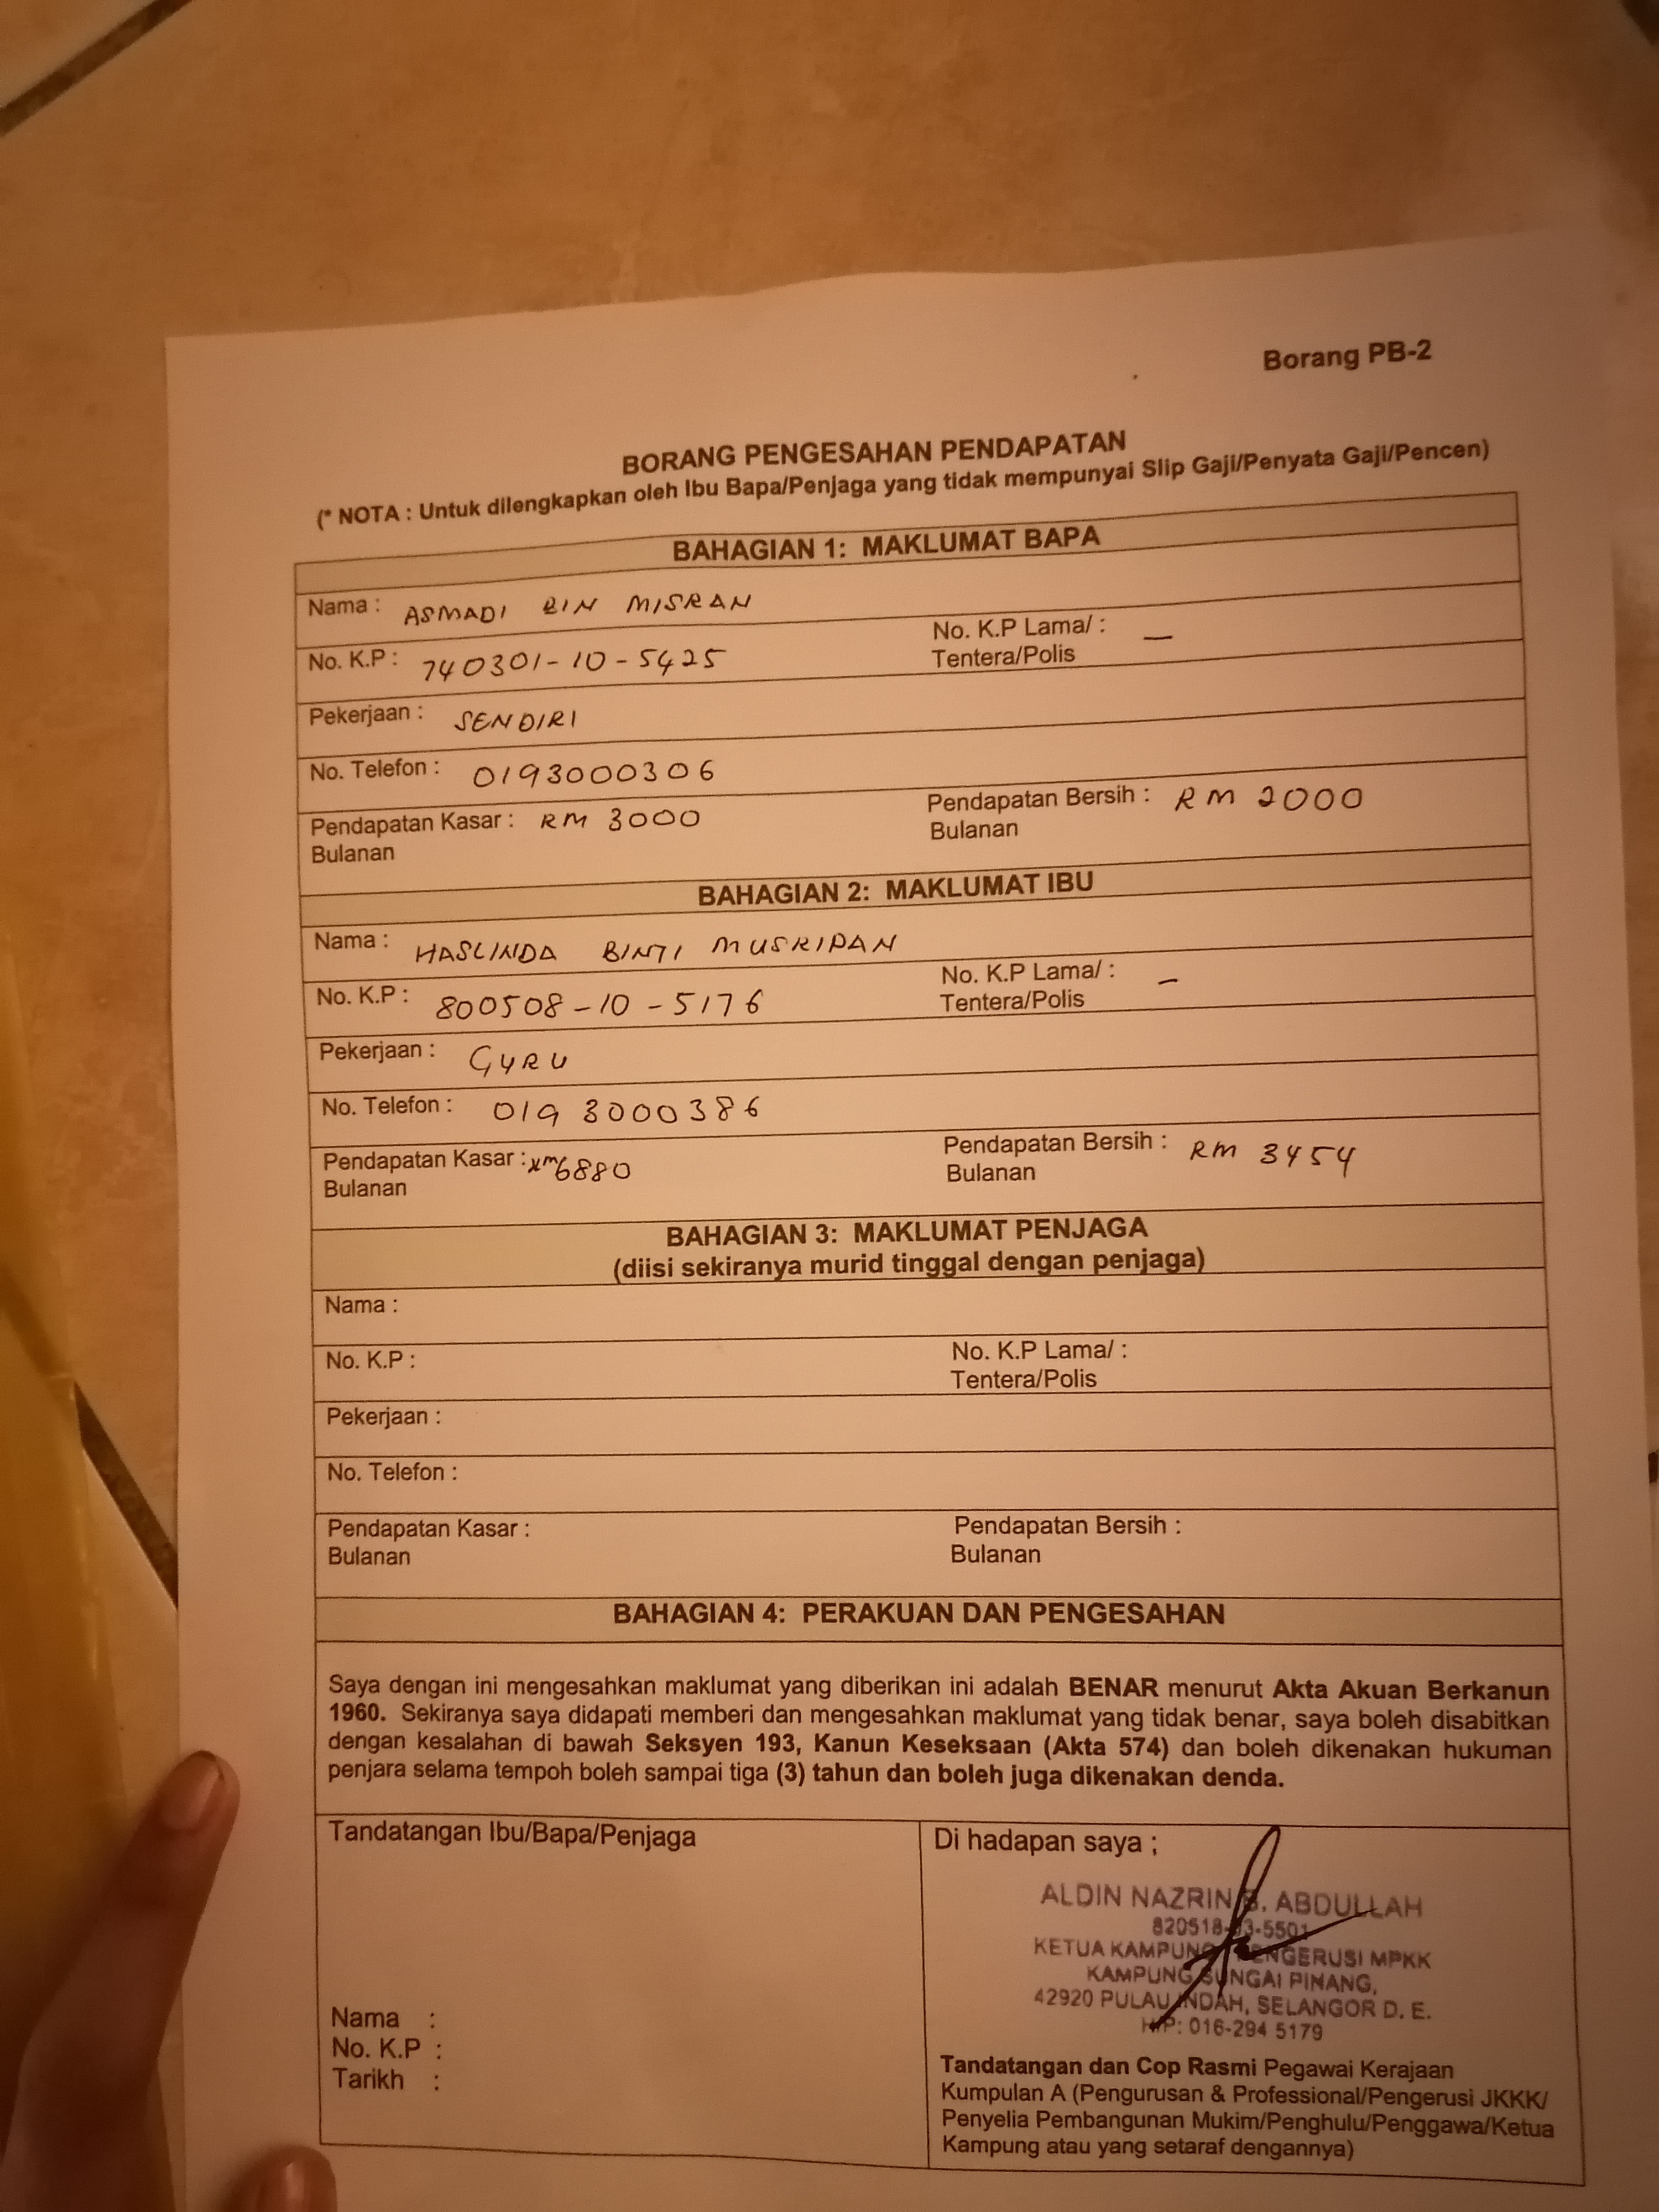 Borang PB-2
BORANG PENGESAHAN PENDAPATAN
(* NOTA : Untuk dilengkapkan oleh Ibu Bapa/Penjaga yang tidak mempunyai Slip Gaji/Penyata Gaji/Pencen)
BAHAGIAN 1: MAKLUMAT BAPA
Nama : ASMADI BIN MISRAN
No. K.P : 740301-10-5425 No. K.P Lama/ : —
Tentera/Polis
Pekerjaan : SENDIRI
No. Telefon : 0193000306
Pendapatan Kasar : RM 3000 Pendapatan Bersih : RM 2000
Bulanan Bulanan
BAHAGIAN 2: MAKLUMAT IBU
Nama : HASLINDA BINTI MUSRIPAN
No. K.P : 800508-10-5176 No. K.P Lama/ : –
Tentera/Polis
Pekerjaan : GURU
No. Telefon : 019 3000386
Pendapatan Kasar : RM 6880 Pendapatan Bersih : RM 3454
Bulanan Bulanan
BAHAGIAN 3: MAKLUMAT PENJAGA
(diisi sekiranya murid tinggal dengan penjaga)
Nama :
No. K.P : No. K.P Lama/ :
Tentera/Polis
Pekerjaan :
No. Telefon :
Pendapatan Kasar : Pendapatan Bersih :
Bulanan Bulanan
BAHAGIAN 4: PERAKUAN DAN PENGESAHAN
Saya dengan ini mengesahkan maklumat yang diberikan ini adalah BENAR menurut Akta Akuan Berkanun
1960. Sekiranya saya didapati memberi dan mengesahkan maklumat yang tidak benar, saya boleh disabitkan
dengan kesalahan di bawah Seksyen 193, Kanun Keseksaan (Akta 574) dan boleh dikenakan hukuman
penjara selama tempoh boleh sampai tiga (3) tahun dan boleh juga dikenakan denda.
Tandatangan Ibu/Bapa/Penjaga
Nama :
No. K.P :
Tarikh :
Di hadapan saya ;
ALDIN NAZRIN B. ABDULLAH
KETUA KAMPUNG PENGERUSI MPKK
KAMPUNG SUNGAI PINANG,
42920 PULAU INDAH, SELANGOR D. E.
H/P: 016-294 5179
Tandatangan dan Cop Rasmi Pegawai Kerajaan
Kumpulan A (Pengurusan & Professional/Pengerusi JKKK/
Penyelia Pembangunan Mukim/Penghulu/Penggawa/Ketua
Kampung atau yang setaraf dengannya)